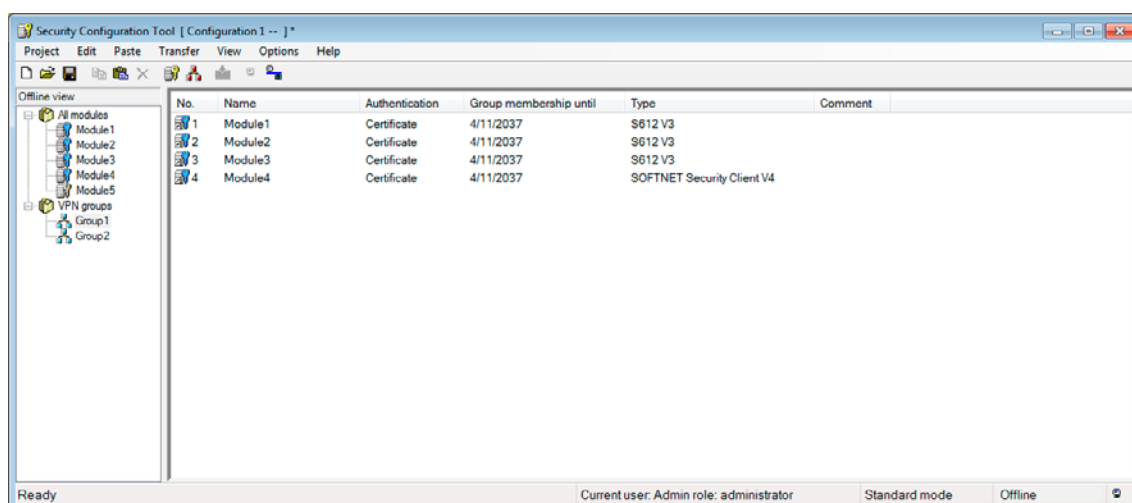 Security Configuration Tool [ Configuration 1 -- ] *
Project Edit Paste Transfer View Options Help
Offline view
All modules
Module1
Module2
Module3
Module4
Module5
VPN groups
Group1
Group2
No. Name Authentication Group membership until Type Comment
1 Module1 Certificate 4/11/2037 S612 V3
2 Module2 Certificate 4/11/2037 S612 V3
3 Module3 Certificate 4/11/2037 S612 V3
4 Module4 Certificate 4/11/2037 SOFTNET Security Client V4
Ready Current user: Admin role: administrator Standard mode Offline